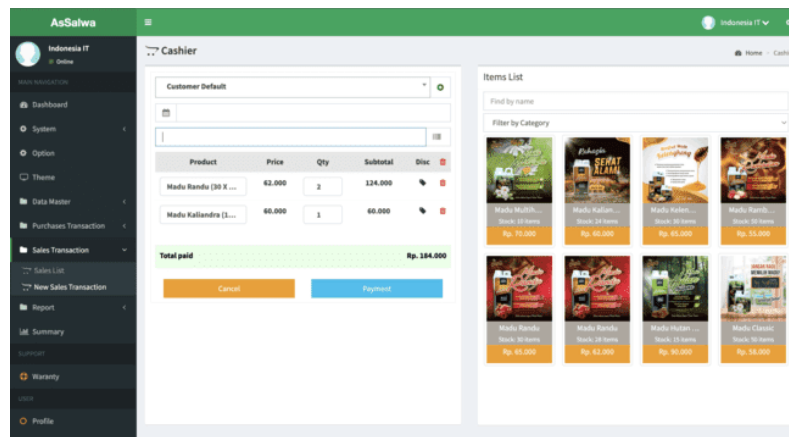 AsSalwa
Indonesia IT
Indonesia IT
Online
Cashier
Home
MAIN NAVIGATION
Dashboard
System
Option
Theme
Data Master
Purchases Transaction
Sales Transaction
Sales List
New Sales Transaction
Report
Summary
SUPPORT
Waranty
USER
Profile
Customer Default
Product Price Qty Subtotal Disc
Madu Randu (30 X ... 62.000 2 124.000
Madu Kaliandra (1... 60.000 1 60.000
Total paid Rp. 184.000
Cancel Payment
Items List
Find by name
Filter by Category
Rahasia
SEHAT
ALAMI
Madu Multih... Madu Kalian... Madu Kelen... Madu Ramb...
Stock: 10 items Stock: 24 items Stock: 30 items Stock: 30 items
Rp. 70.000 Rp. 60.000 Rp. 65.000 Rp. 55.000
Madu Randu Madu Randu Madu Hutan ... Madu Classic
Stock: 30 items Stock: 28 items Stock: 15 items Stock: 50 items
Rp. 65.000 Rp. 62.000 Rp. 90.000 Rp. 58.000